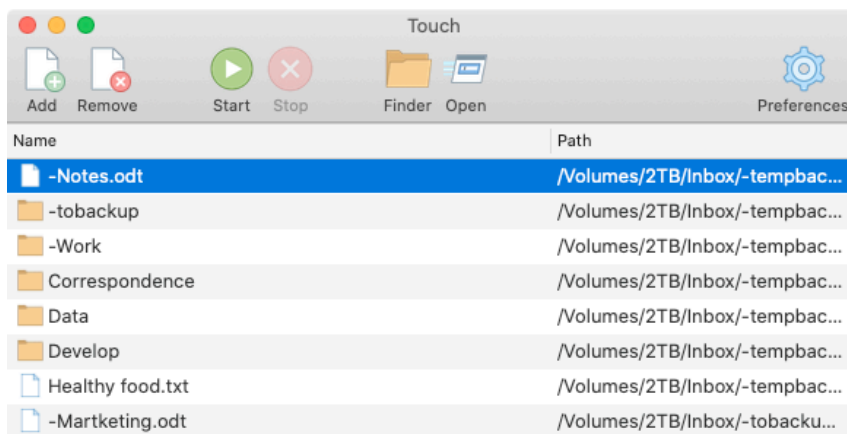 Touch
Add Remove Start Stop Finder Open Preferences
Name Path
-Notes.odt /Volumes/2TB/Inbox/-tempbac...
-tobackup /Volumes/2TB/Inbox/-tempbac...
-Work /Volumes/2TB/Inbox/-tempbac...
Correspondence /Volumes/2TB/Inbox/-tempbac...
Data /Volumes/2TB/Inbox/-tempbac...
Develop /Volumes/2TB/Inbox/-tempbac...
Healthy food.txt /Volumes/2TB/Inbox/-tempbac...
-Martketing.odt /Volumes/2TB/Inbox/-tobacku...